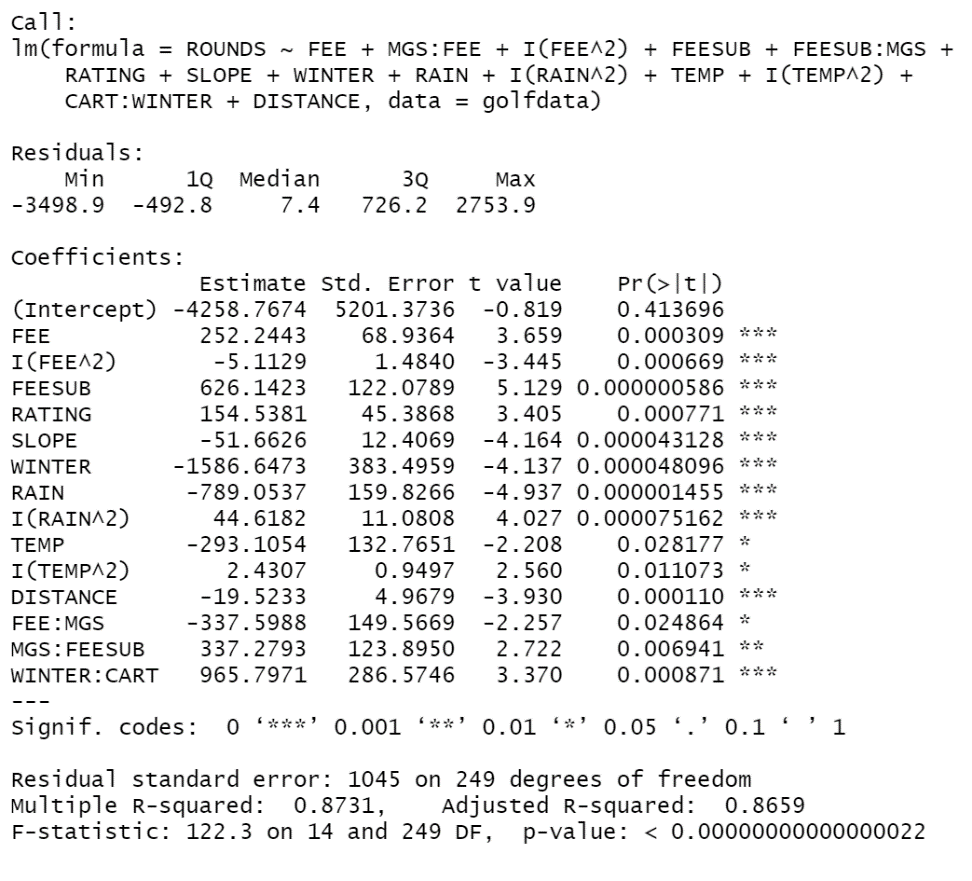 Call:
lm(formula = ROUNDS ~ FEE + MGS:FEE + I(FEE^2) + FEESUB + FEESUB:MGS +
    RATING + SLOPE + WINTER + RAIN + I(RAIN^2) + TEMP + I(TEMP^2) +
    CART:WINTER + DISTANCE, data = golfdata)

Residuals:
    Min      1Q  Median      3Q     Max
-3498.9  -492.8     7.4   726.2  2753.9

Coefficients:
              Estimate Std. Error t value    Pr(>|t|)
(Intercept) -4258.7674  5201.3736  -0.819    0.413696
FEE           252.2443    68.9364   3.659    0.000309 ***
I(FEE^2)       -5.1129     1.4840  -3.445    0.000669 ***
FEESUB        626.1423   122.0789   5.129 0.000000586 ***
RATING        154.5381    45.3868   3.405    0.000771 ***
SLOPE         -51.6626    12.4069  -4.164 0.000043128 ***
WINTER      -1586.6473   383.4959  -4.137 0.000048096 ***
RAIN         -789.0537   159.8266  -4.937 0.000001455 ***
I(RAIN^2)      44.6182    11.0808   4.027 0.000075162 ***
TEMP         -293.1054   132.7651  -2.208    0.028177 *
I(TEMP^2)       2.4307     0.9497   2.560    0.011073 *
DISTANCE      -19.5233     4.9679  -3.930    0.000110 ***
FEE:MGS      -337.5988   149.5669  -2.257    0.024864 *
MGS:FEESUB    337.2793   123.8950   2.722    0.006941 **
WINTER:CART   965.7971   286.5746   3.370    0.000871 ***
---
Signif. codes:  0 ‘***’ 0.001 ‘**’ 0.01 ‘*’ 0.05 ‘.’ 0.1 ‘ ’ 1

Residual standard error: 1045 on 249 degrees of freedom
Multiple R-squared:  0.8731,    Adjusted R-squared:  0.8659
F-statistic: 122.3 on 14 and 249 DF,  p-value: < 0.00000000000000022